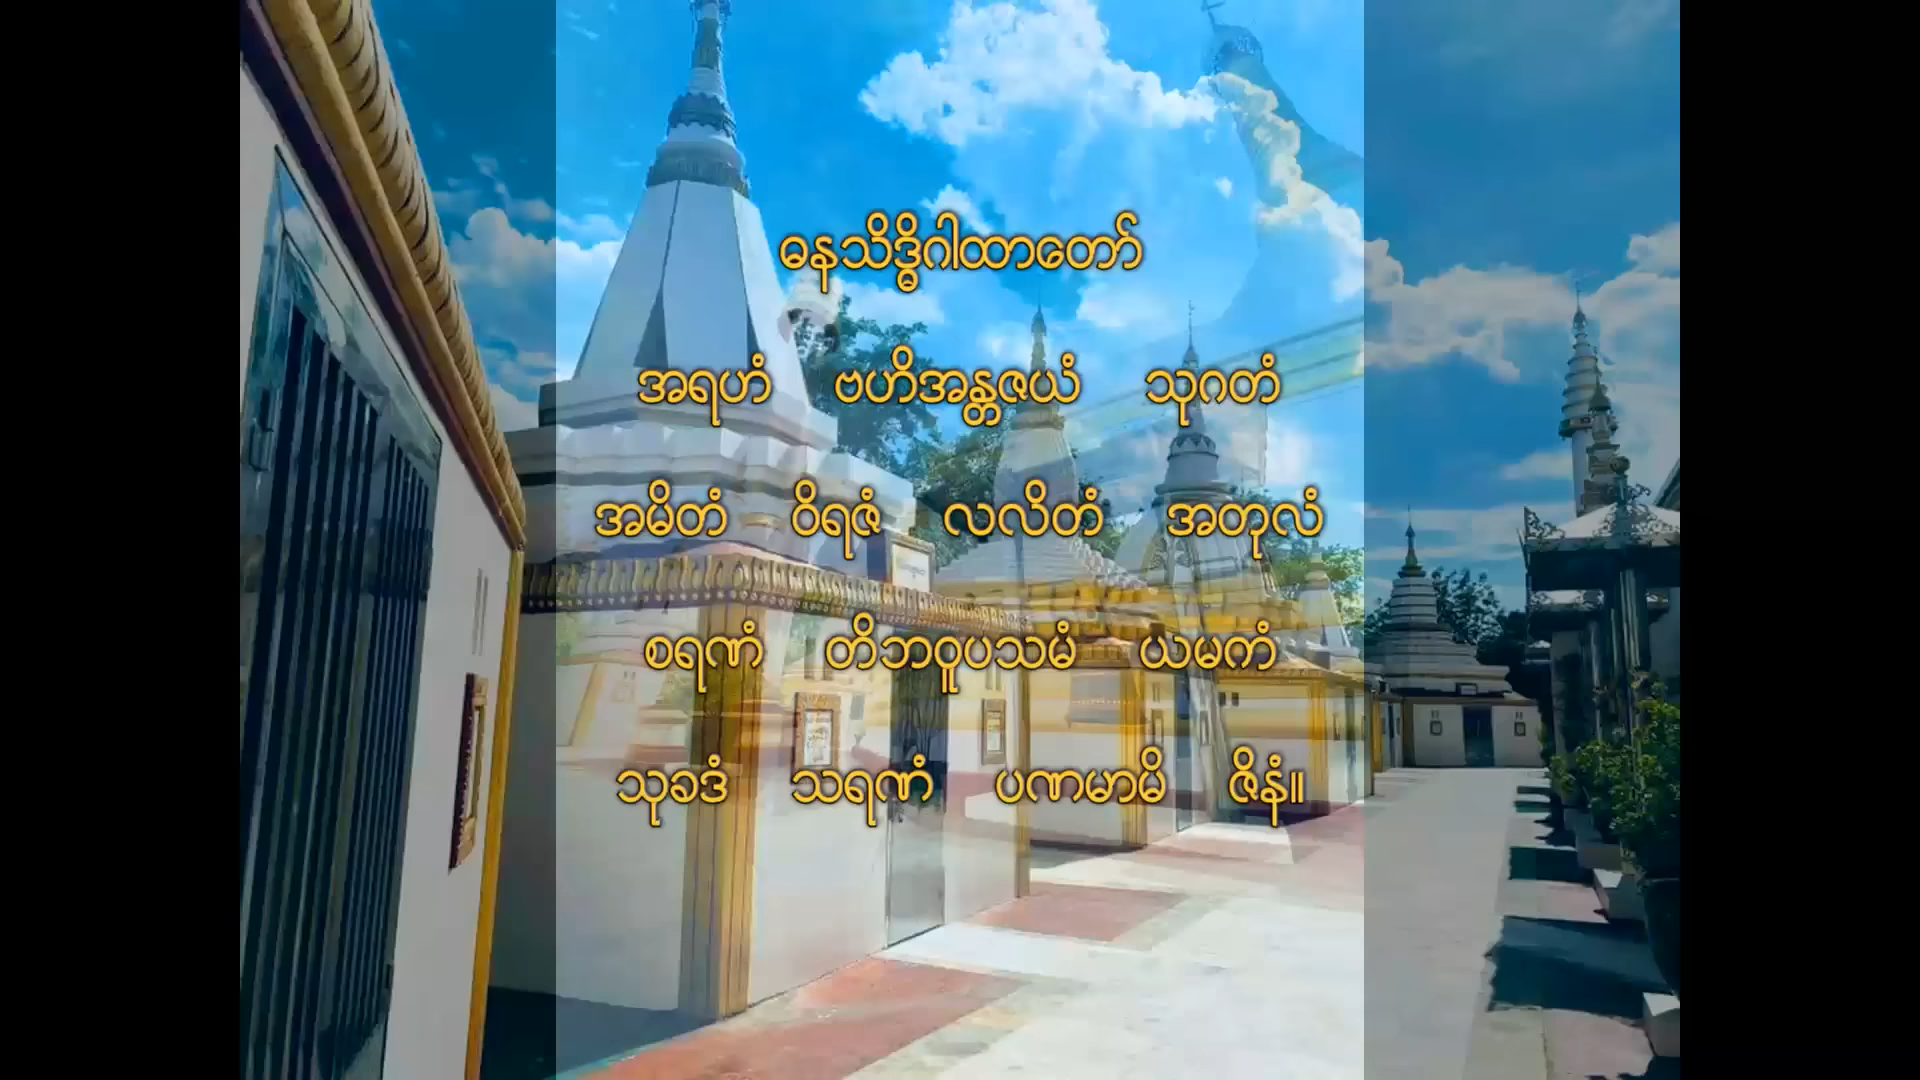 ဓနသိဒ္ဓိဂါထာတော်
အရဟံ ဗဟိအန္တဇယံ သုဂတံ
အမိတံ ဝိရဇံ လလိတံ အတုလံ
စရဏံ တိဘဝူပသမံ ယမကံ
သုခဒံ သရဏံ ပဏမာမိ ဇိနံ။